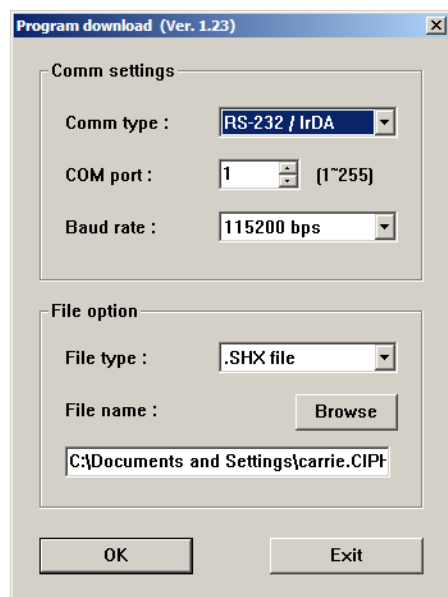 Program download (Ver. 1.23)
Comm settings
Comm type : RS-232 / IrDA
COM port : 1 (1~255)
Baud rate : 115200 bps
File option
File type : .SHX file
File name : Browse
C:\Documents and Settings\carrie.CIPH
OK Exit